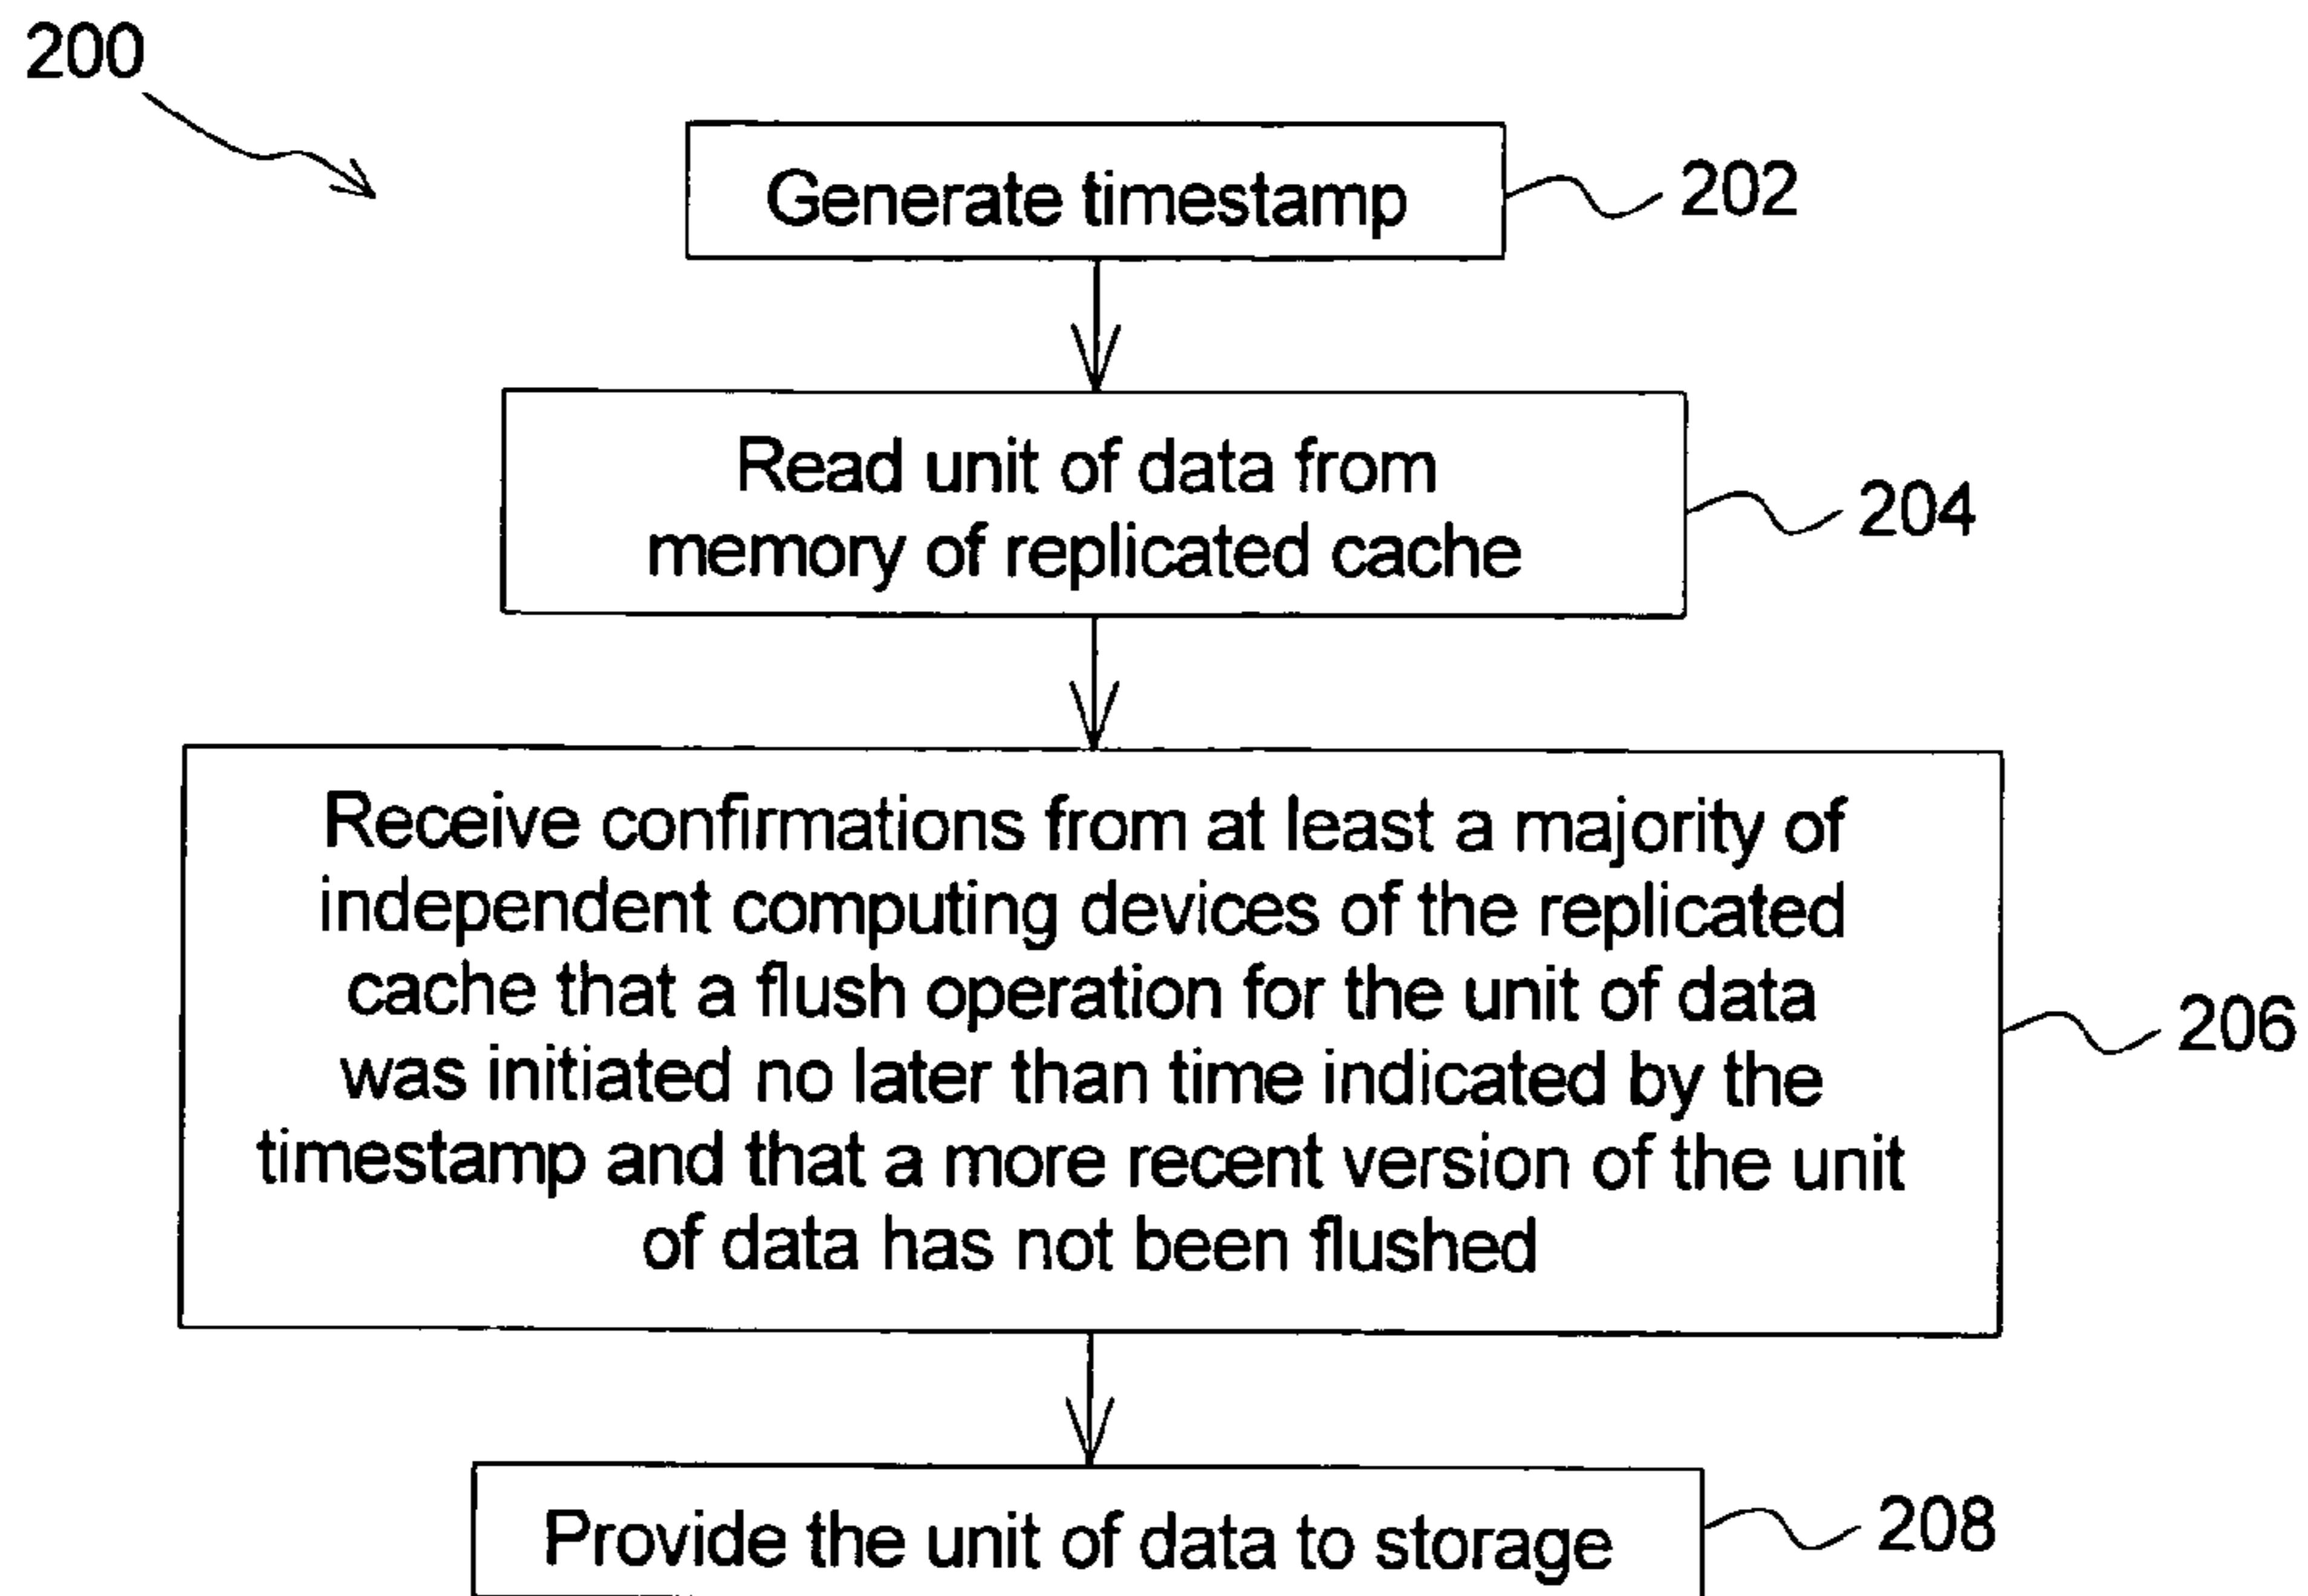 200
Generate timestamp
202
Read unit of data from
memory of replicated cache
204
Receive confirmations from at least a majority of
independent computing devices of the replicated
cache that a flush operation for the unit of data
was initiated no later than time indicated by the
timestamp and that a more recent version of the unit
of data has not been flushed
206
Provide the unit of data to storage
208